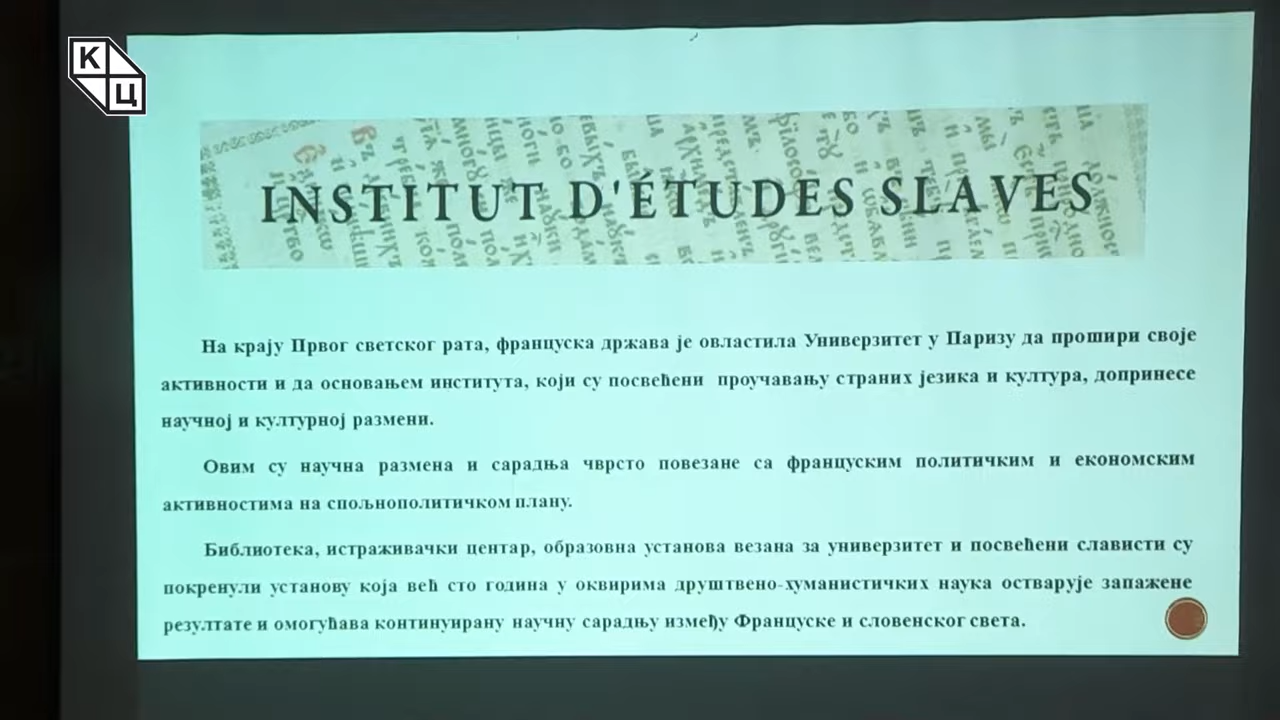 К
Ц
INSTITUT D'ÉTUDES SLAVES
На крају Првог светског рата, француска држава је овластила Универзитет у Паризу да прошири своје
активности и да основањем института, који су посвећени проучавању страних језика и култура, допринесе
научној и културној размени.
Овим су научна размена и сарадња чврсто повезане са француским политичким и економским
активностима на спољнополитичком плану.
Библиотека, истраживачки центар, образовна установа везана за универзитет и посвећени слависти су
покренули установу која већ сто година у оквирима друштвено-хуманистичких наука остварује запажене
резултате и омогућава континуирану научну сарадњу између Француске и словенског света.